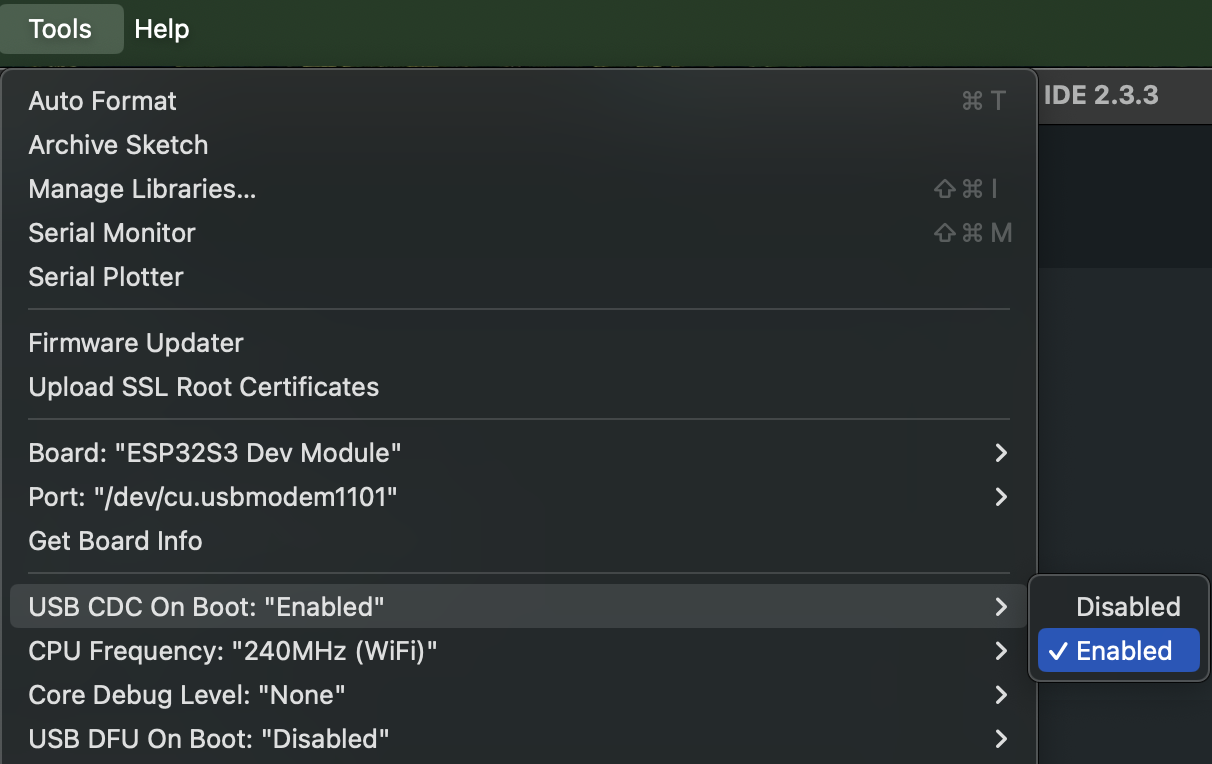 Tools Help
IDE 2.3.3
Auto Format ⌘ T
Archive Sketch
Manage Libraries... ⇧ ⌘ I
Serial Monitor ⇧ ⌘ M
Serial Plotter
Firmware Updater
Upload SSL Root Certificates
Board: "ESP32S3 Dev Module"
Port: "/dev/cu.usbmodem1101"
Get Board Info
USB CDC On Boot: "Enabled"
CPU Frequency: "240MHz (WiFi)"
Core Debug Level: "None"
USB DFU On Boot: "Disabled"
Disabled
✓ Enabled